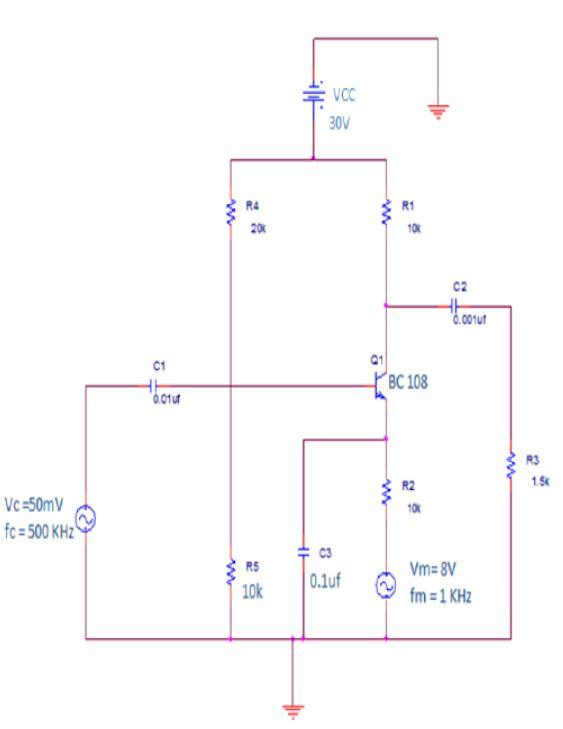 VCC
30V
R4
20k
R1
10k
C2
0.001uf
C1
0.01uf
Q1
BC 108
R3
1.5k
Vc =50mV
fc = 500 KHz
R2
10k
C3
0.1uf
R5
10k
Vm= 8V
fm = 1 KHz